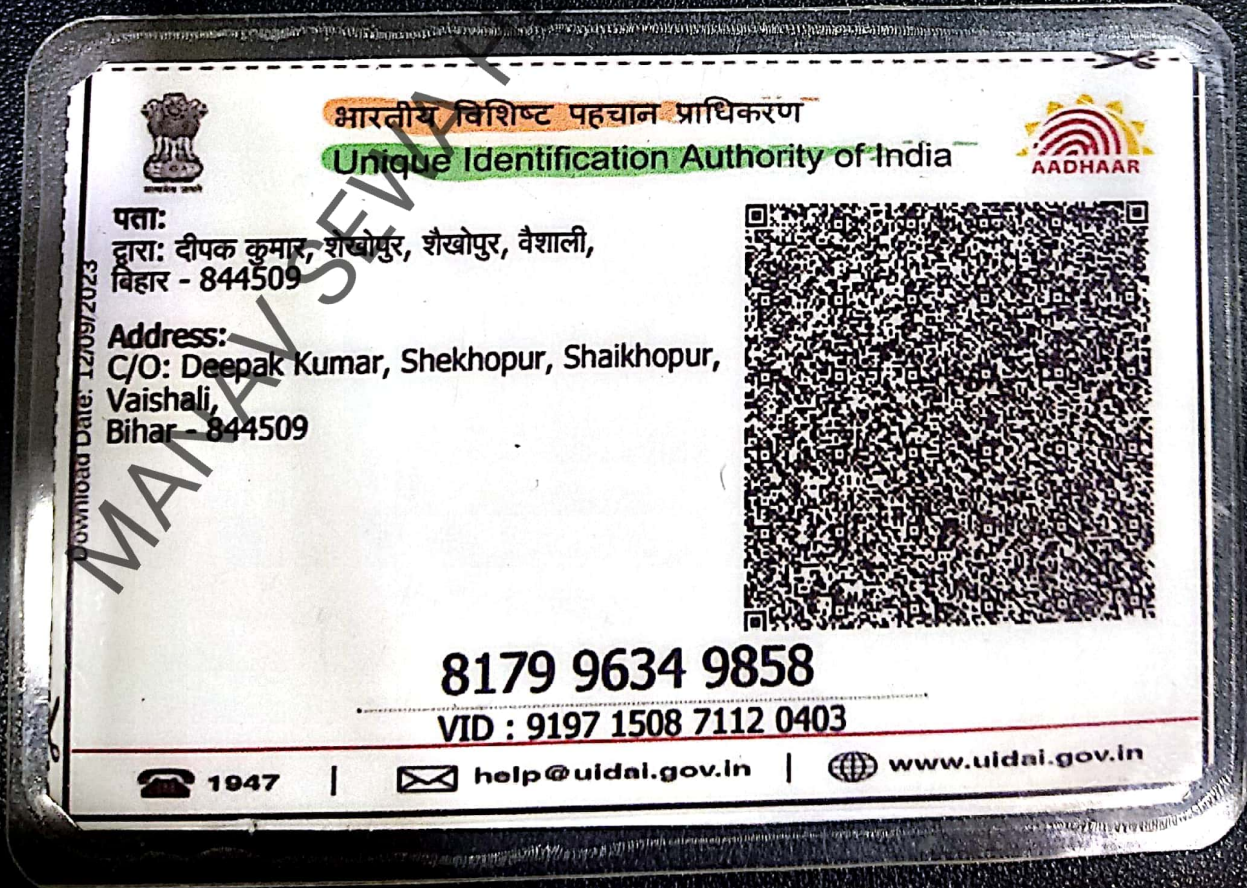 भारतीय विशिष्ट पहचान प्राधिकरण
Unique Identification Authority of India
AADHAAR
पता:
द्वारा: दीपक कुमार, शेखोपुर, शैखोपुर, वैशाली,
बिहार - 844509
Address:
C/O: Deepak Kumar, Shekhopur, Shaikhopur,
Vaishali,
Bihar - 844509
Download Date: 12/09/2023
MANAV SEWA
8179 9634 9858
VID : 9197 1508 7112 0403
1947 | help@uidai.gov.in | www.uidai.gov.in